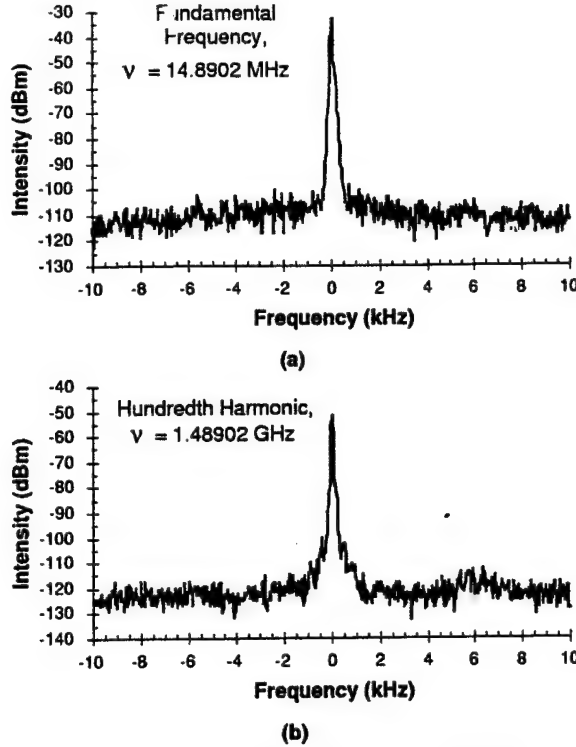 Fundamental
Frequency,
ν = 14.8902 MHz
Intensity (dBm)
-30
-40
-50
-60
-70
-80
-90
-100
-110
-120
-130
-10 -8 -6 -4 -2 0 2 4 6 8 10
Frequency (kHz)
(a)
Hundredth Harmonic,
ν = 1.48902 GHz
Intensity (dBm)
-40
-50
-60
-70
-80
-90
-100
-110
-120
-130
-140
-10 -8 -6 -4 -2 0 2 4 6 8 10
Frequency (kHz)
(b)